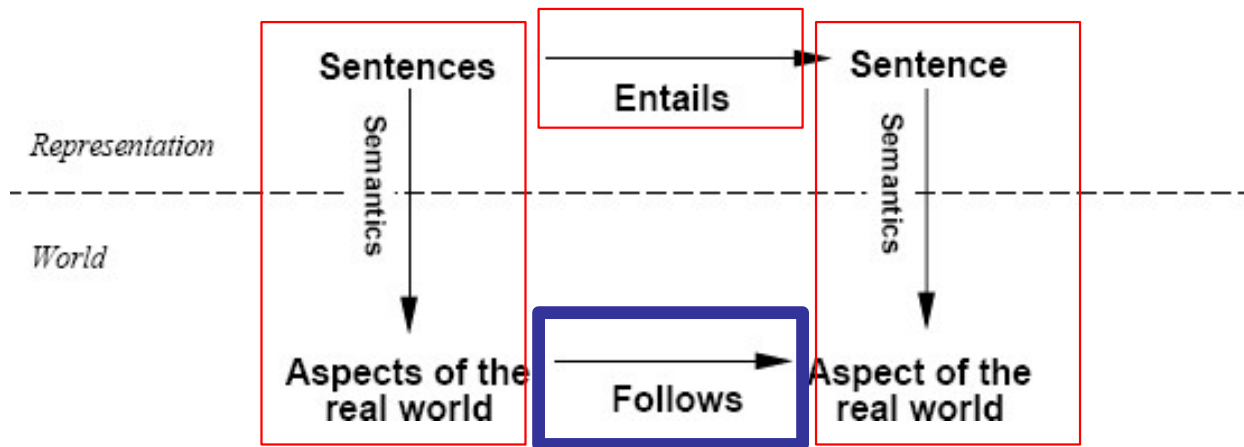 Sentences
Entails
Sentence
Representation
Semantics
Semantics
World
Aspects of the
real world
Follows
Aspect of the
real world